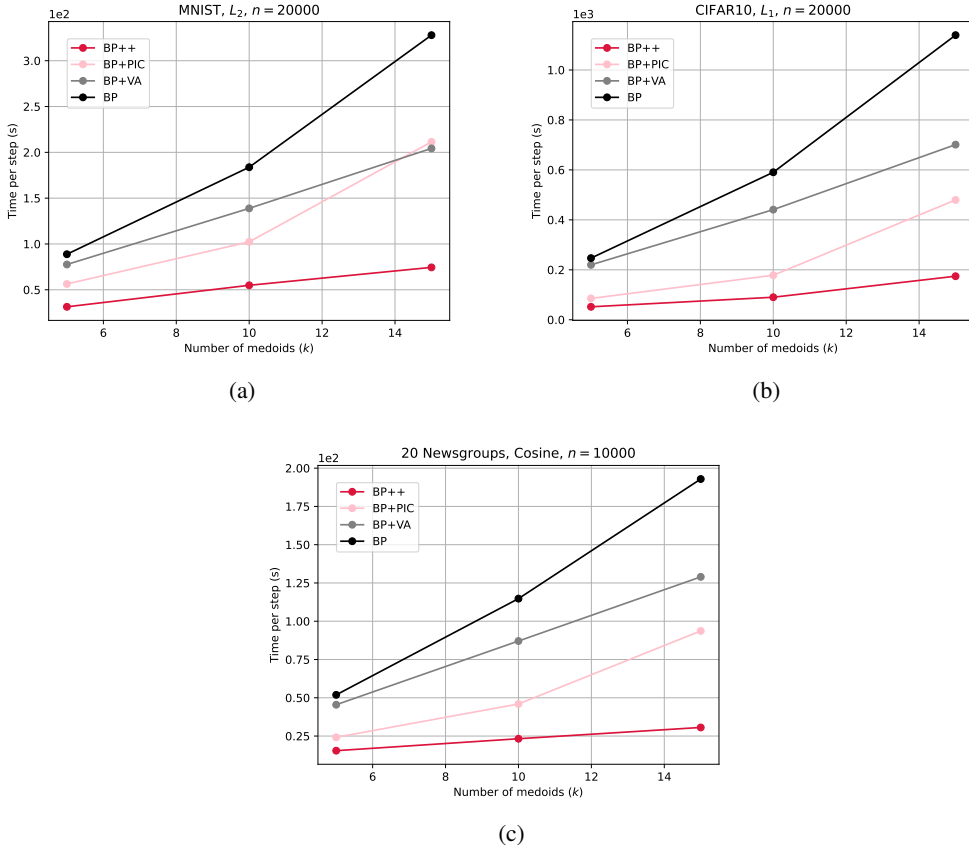 MNIST, L₂, n = 20000
1e2
BP++
BP+PIC
BP+VA
BP
3.0
2.5
2.0
1.5
1.0
0.5
Time per step (s)
6 8 10 12 14
Number of medoids (k)
(a)
CIFAR10, L₁, n = 20000
1e3
BP++
BP+PIC
BP+VA
BP
1.0
0.8
0.6
0.4
0.2
0.0
Time per step (s)
6 8 10 12 14
Number of medoids (k)
(b)
20 Newsgroups, Cosine, n = 10000
1e2
BP++
BP+PIC
BP+VA
BP
2.00
1.75
1.50
1.25
1.00
0.75
0.50
0.25
Time per step (s)
6 8 10 12 14
Number of medoids (k)
(c)